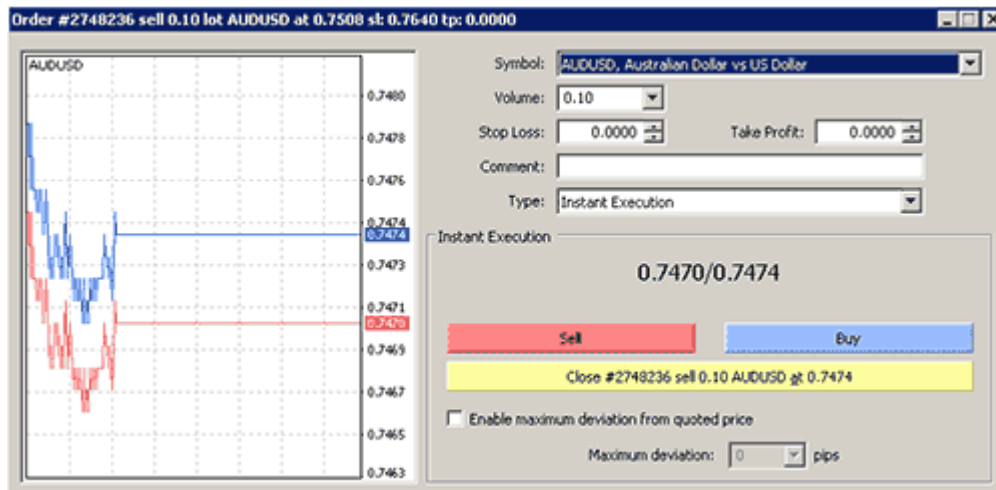 Order #2748236 sell 0.10 lot AUDUSD at 0.7508 sl: 0.7640 tp: 0.0000
AUDUSD
0.7480
0.7478
0.7476
0.7474
0.7474
0.7473
0.7471
0.7470
0.7469
0.7467
0.7465
0.7463
Symbol: AUDUSD, Australian Dollar vs US Dollar
Volume: 0.10
Stop Loss: 0.0000 Take Profit: 0.0000
Comment:
Type: Instant Execution
Instant Execution
0.7470/0.7474
Sell Buy
Close #2748236 sell 0.10 AUDUSD at 0.7474
Enable maximum deviation from quoted price
Maximum deviation: 0 pips